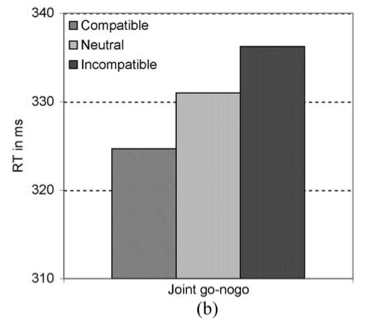 340
Compatible
Neutral
Incompatible
330
RT in ms
320
310
Joint go-nogo
(b)